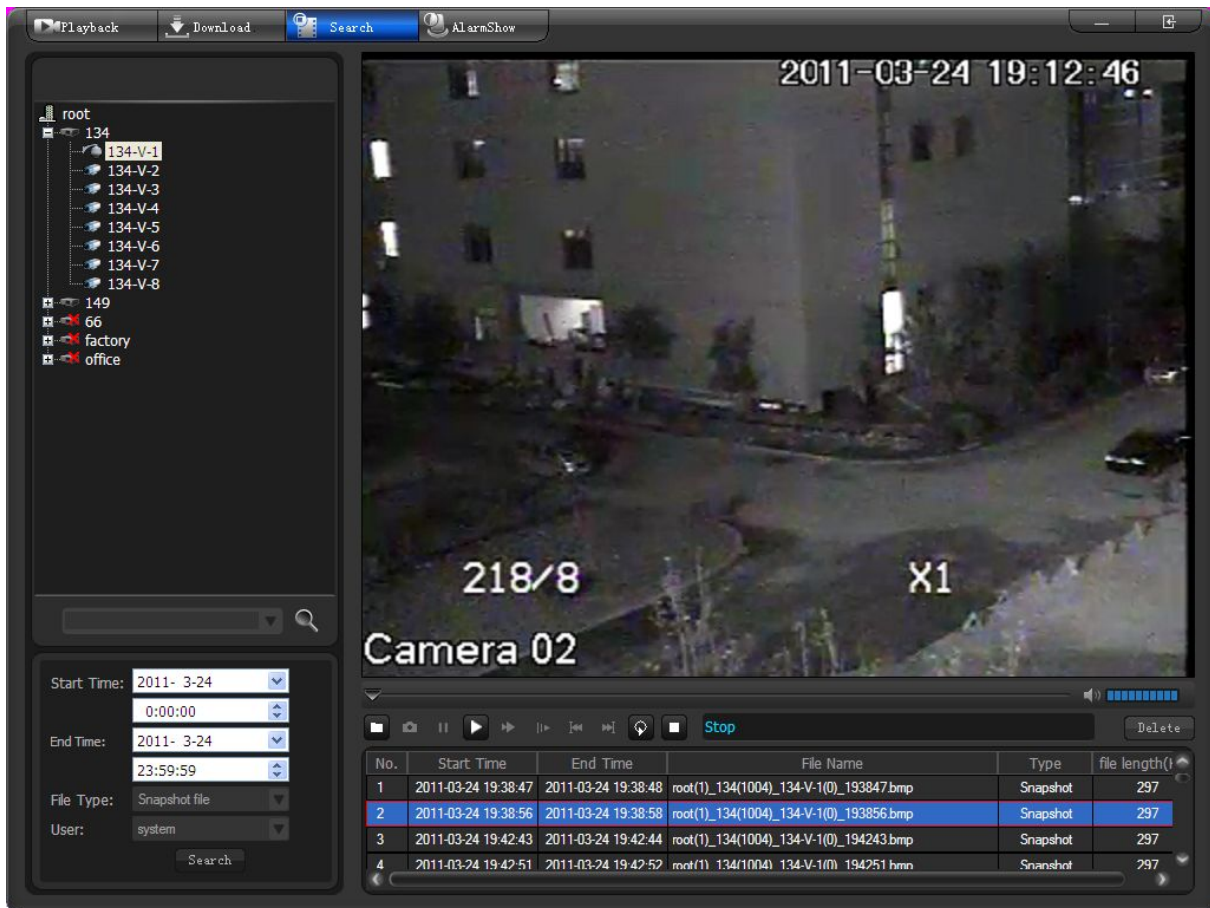 Playback Download Search AlarmShow
root
134
134-V-1
134-V-2
134-V-3
134-V-4
134-V-5
134-V-6
134-V-7
134-V-8
149
66
factory
office
Start Time: 2011- 3-24
0:00:00
End Time: 2011- 3-24
23:59:59
File Type: Snapshot file
User: system
Search
2011-03-24 19:12:46
218/8 X1
Camera 02
Stop Delete
No. Start Time End Time File Name Type file length(
1 2011-03-24 19:38:47 2011-03-24 19:38:48 root(1)_134(1004)_134-V-1(0)_193847.bmp Snapshot 297
2 2011-03-24 19:38:56 2011-03-24 19:38:58 root(1)_134(1004)_134-V-1(0)_193856.bmp Snapshot 297
3 2011-03-24 19:42:43 2011-03-24 19:42:44 root(1)_134(1004)_134-V-1(0)_194243.bmp Snapshot 297
4 2011-03-24 19:42:51 2011-03-24 19:42:52 root(1)_134(1004)_134-V-1(0)_194251.bmp Snapshot 297